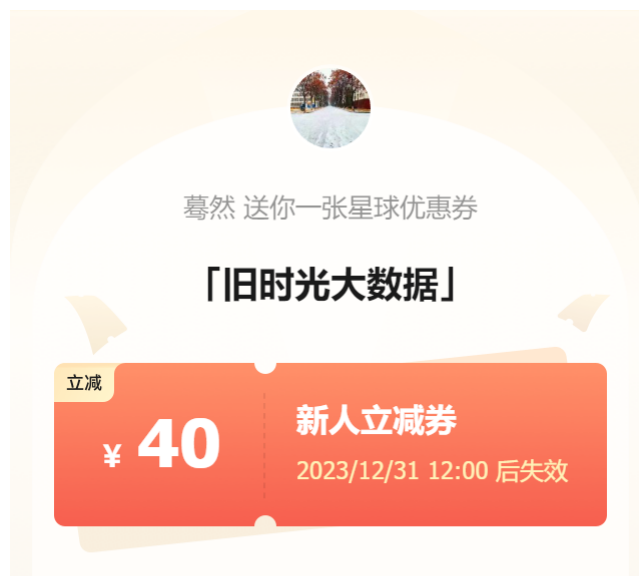 蓦然 送你一张星球优惠券
「旧时光大数据」
立减
¥ 40
新人立减券
2023/12/31 12:00 后失效